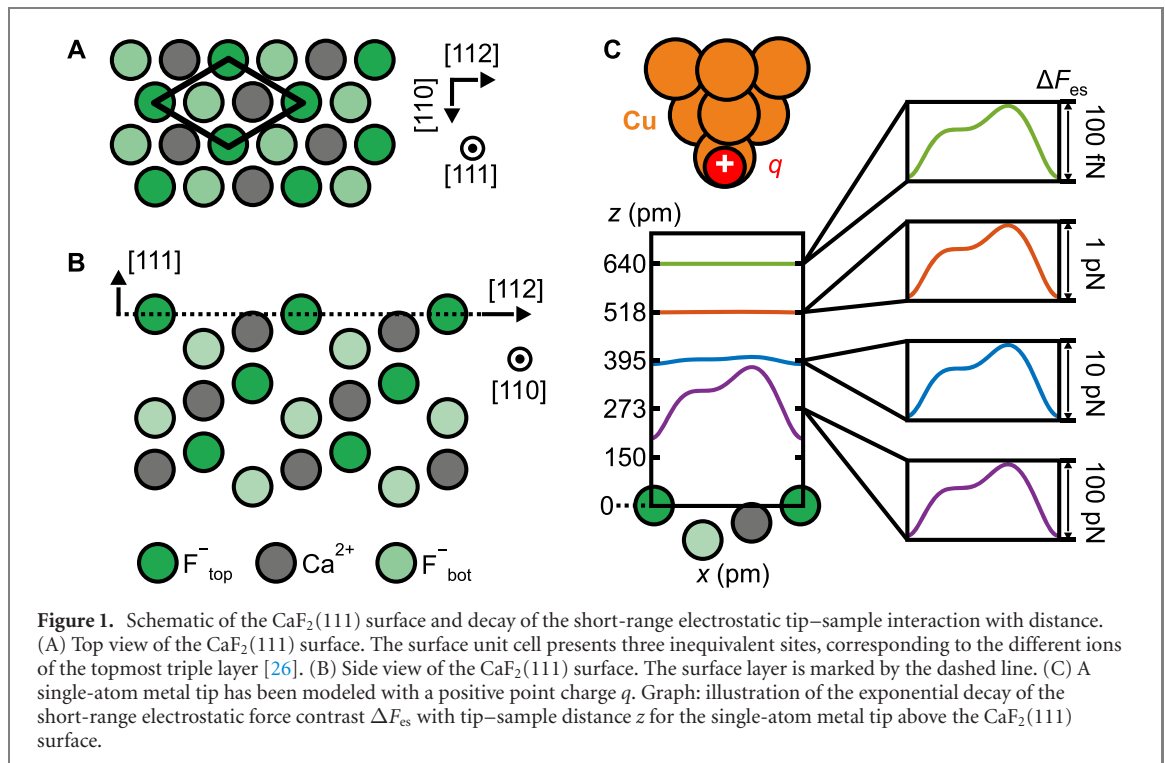 A
[112]
[110]
[111]
B
[111]
[112]
[110]
F⁻top
Ca²⁺
F⁻bot
C
Cu
+
q
z (pm)
640
518
395
273
150
0
x (pm)
ΔFes
100 fN
1 pN
10 pN
100 pN
Figure 1. Schematic of the CaF₂(111) surface and decay of the short-range electrostatic tip–sample interaction with distance.
(A) Top view of the CaF₂(111) surface. The surface unit cell presents three inequivalent sites, corresponding to the different ions
of the topmost triple layer [26]. (B) Side view of the CaF₂(111) surface. The surface layer is marked by the dashed line. (C) A
single-atom metal tip has been modeled with a positive point charge q. Graph: illustration of the exponential decay of the
short-range electrostatic force contrast ΔFes with tip–sample distance z for the single-atom metal tip above the CaF₂(111)
surface.